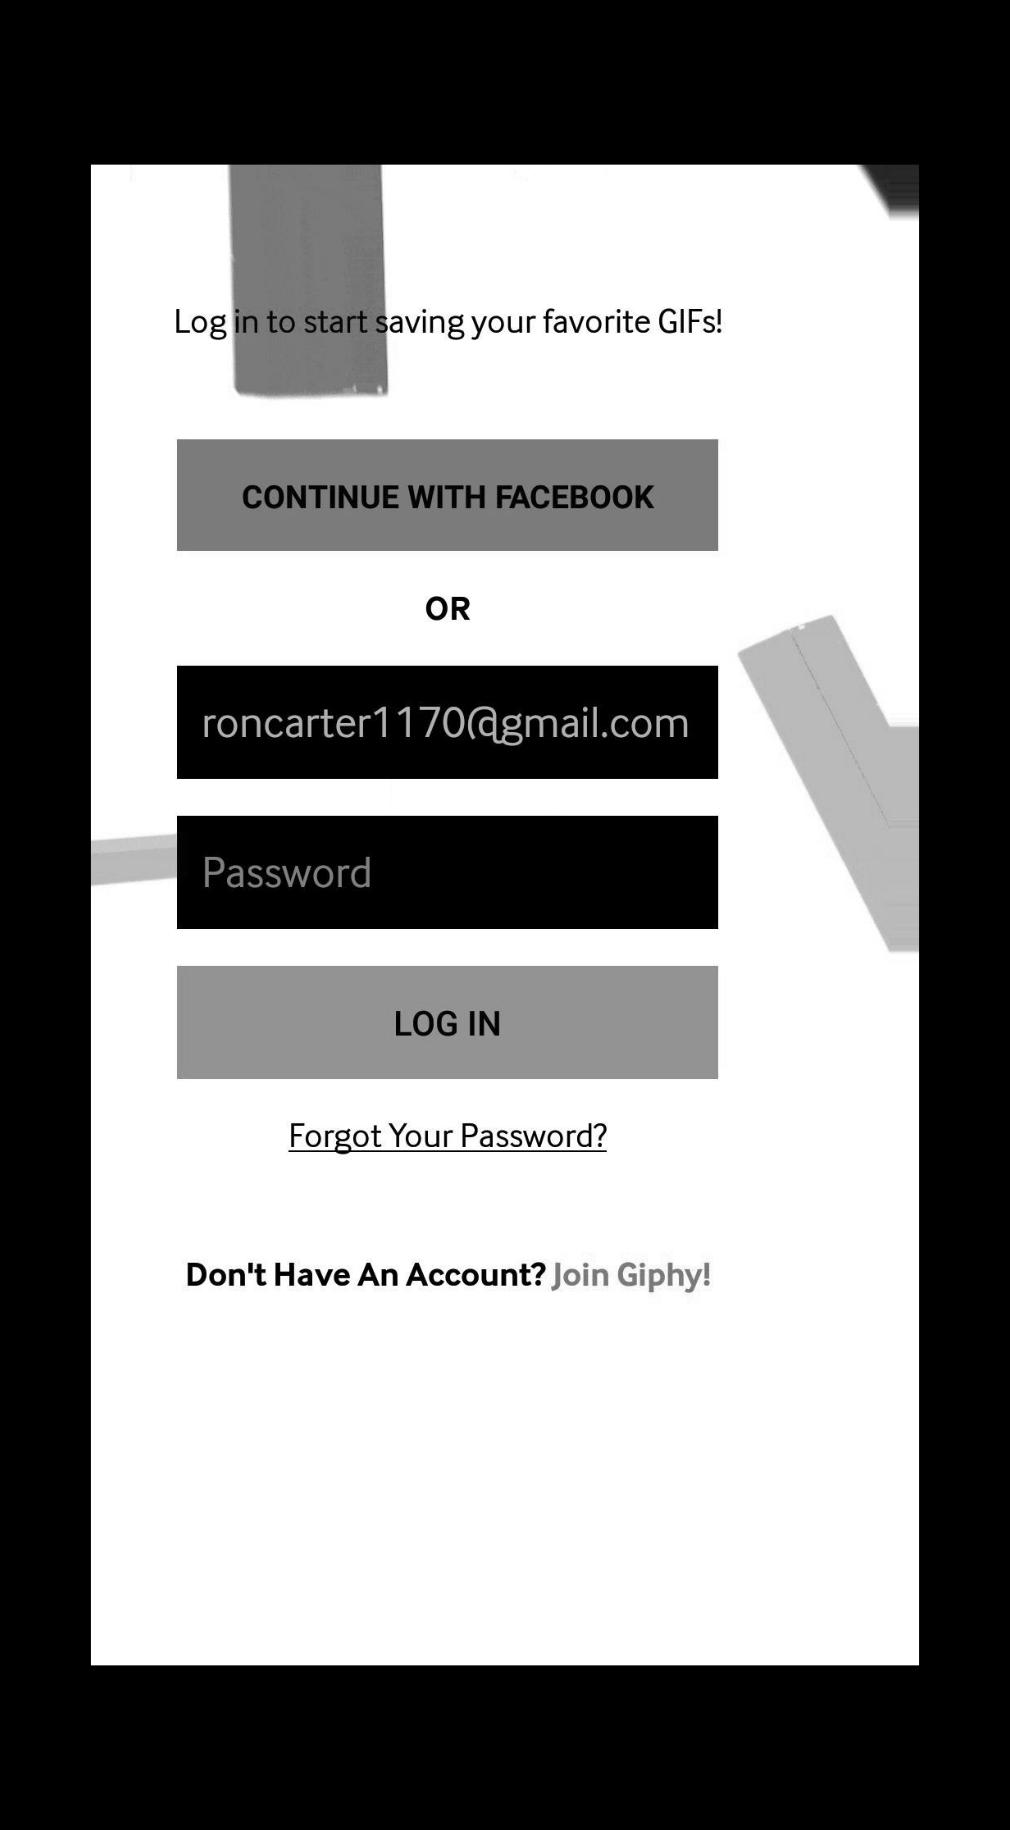 Log in to start saving your favorite GIFs!
CONTINUE WITH FACEBOOK
OR
roncarter1170@gmail.com
Password
LOG IN
Forgot Your Password?
Don't Have An Account? Join Giphy!